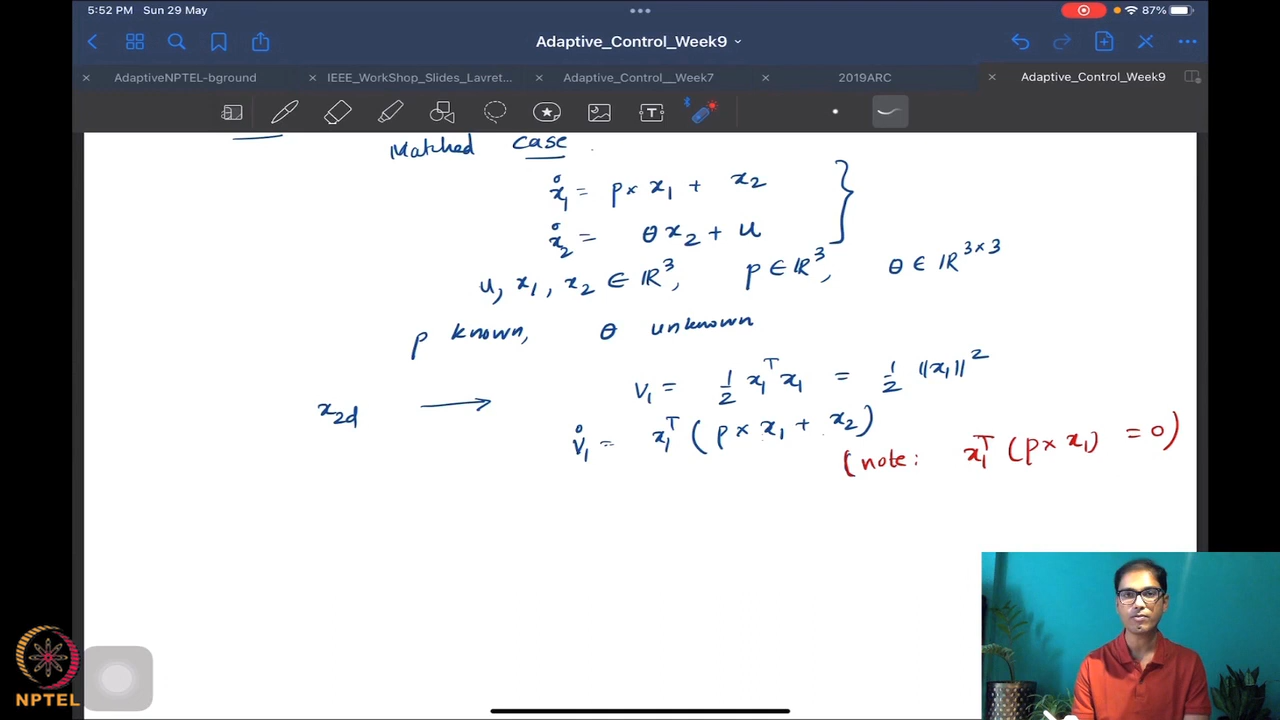 5:52 PM Sun 29 May
87%
Adaptive_Control_Week9
AdaptiveNPTEL-bground
IEEE_WorkShop_Slides_Lavret...
Adaptive_Control__Week7
2019ARC
Adaptive_Control_Week9
Matched case
ẋ₁ = p × x₁ + x₂
ẋ₂ = θ x₂ + u
u, x₁, x₂ ∈ ℝ³, p ∈ ℝ³, θ ∈ ℝ³ˣ³
p known, θ unknown
V₁ = 1/2 x₁ᵀ x₁ = 1/2 ||x₁||²
x₂d →
V̇₁ = x₁ᵀ (p × x₁ + x₂)
(note: x₁ᵀ (p × x₁) = 0)
NPTEL